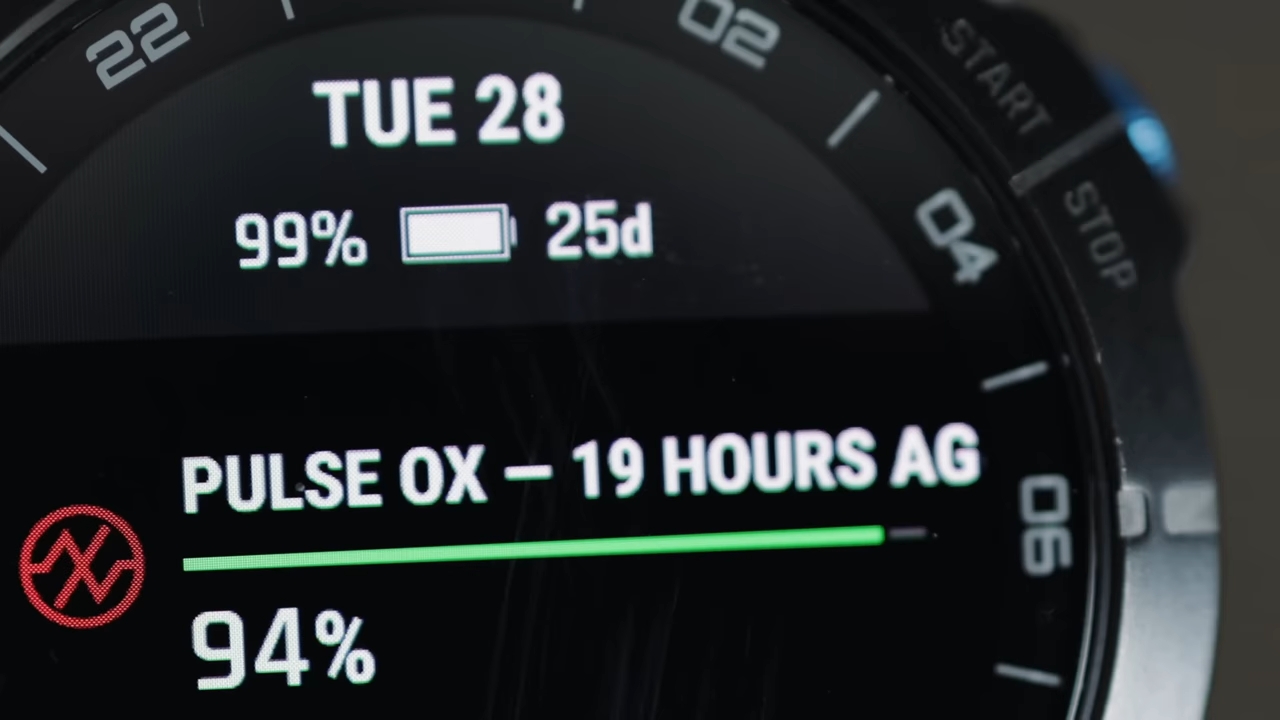 22
02
START
TUE 28
STOP
04
99% 25d
PULSE OX – 19 HOURS AG
06
94%